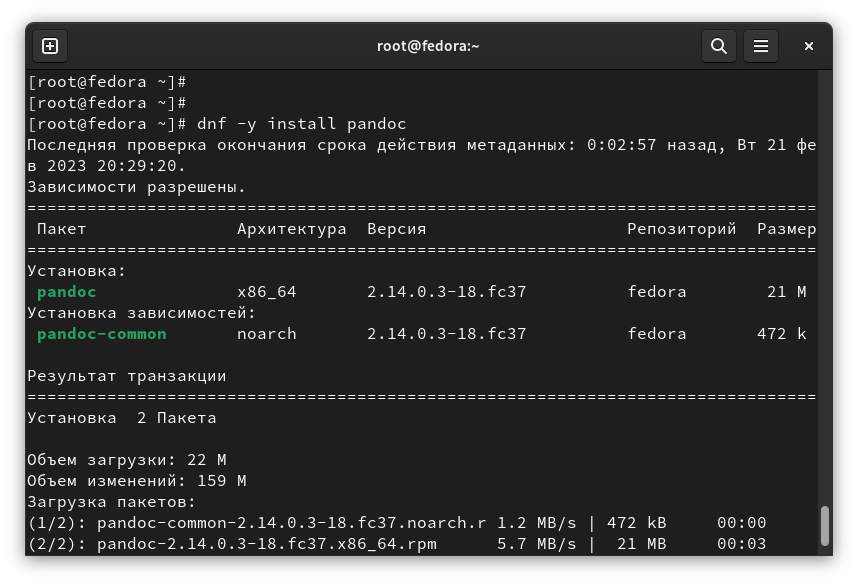 root@fedora:~
[root@fedora ~]#
[root@fedora ~]#
[root@fedora ~]# dnf -y install pandoc
Последняя проверка окончания срока действия метаданных: 0:02:57 назад, Вт 21 фе
в 2023 20:29:20.
Зависимости разрешены.
================================================================================
 Пакет               Архитектура  Версия                    Репозиторий  Размер
================================================================================
Установка:
 pandoc              x86_64       2.14.0.3-18.fc37          fedora        21 M
Установка зависимостей:
 pandoc-common       noarch       2.14.0.3-18.fc37          fedora       472 k

Результат транзакции
================================================================================
Установка  2 Пакета

Объем загрузки: 22 M
Объем изменений: 159 M
Загрузка пакетов:
(1/2): pandoc-common-2.14.0.3-18.fc37.noarch.r 1.2 MB/s | 472 kB     00:00
(2/2): pandoc-2.14.0.3-18.fc37.x86_64.rpm      5.7 MB/s |  21 MB     00:03